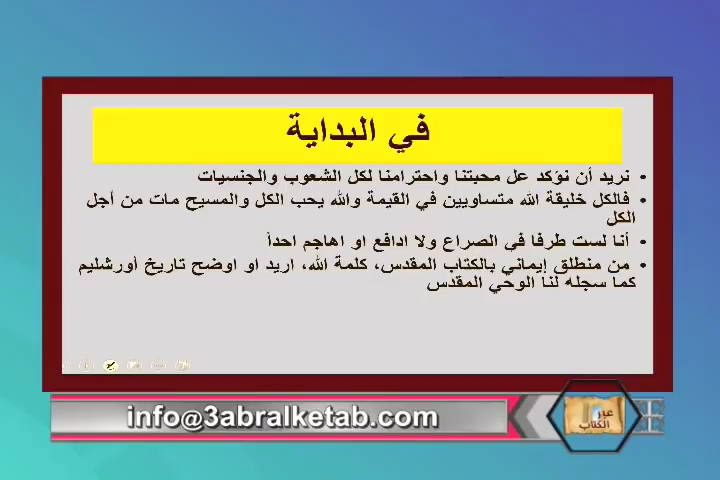 في البداية
• نريد أن نؤكد عل محبتنا واحترامنا لكل الشعوب والجنسيات
• فالكل خليقة الله متساويين في القيمة والله يحب الكل والمسيح مات من أجل
الكل
• أنا لست طرفا في الصراع ولا ادافع او اهاجم احداً
• من منطلق إيماني بالكتاب المقدس، كلمة الله، اريد او اوضح تاريخ أورشليم
كما سجله لنا الوحي المقدس
info@3abralketab.com
عبر
الكتاب